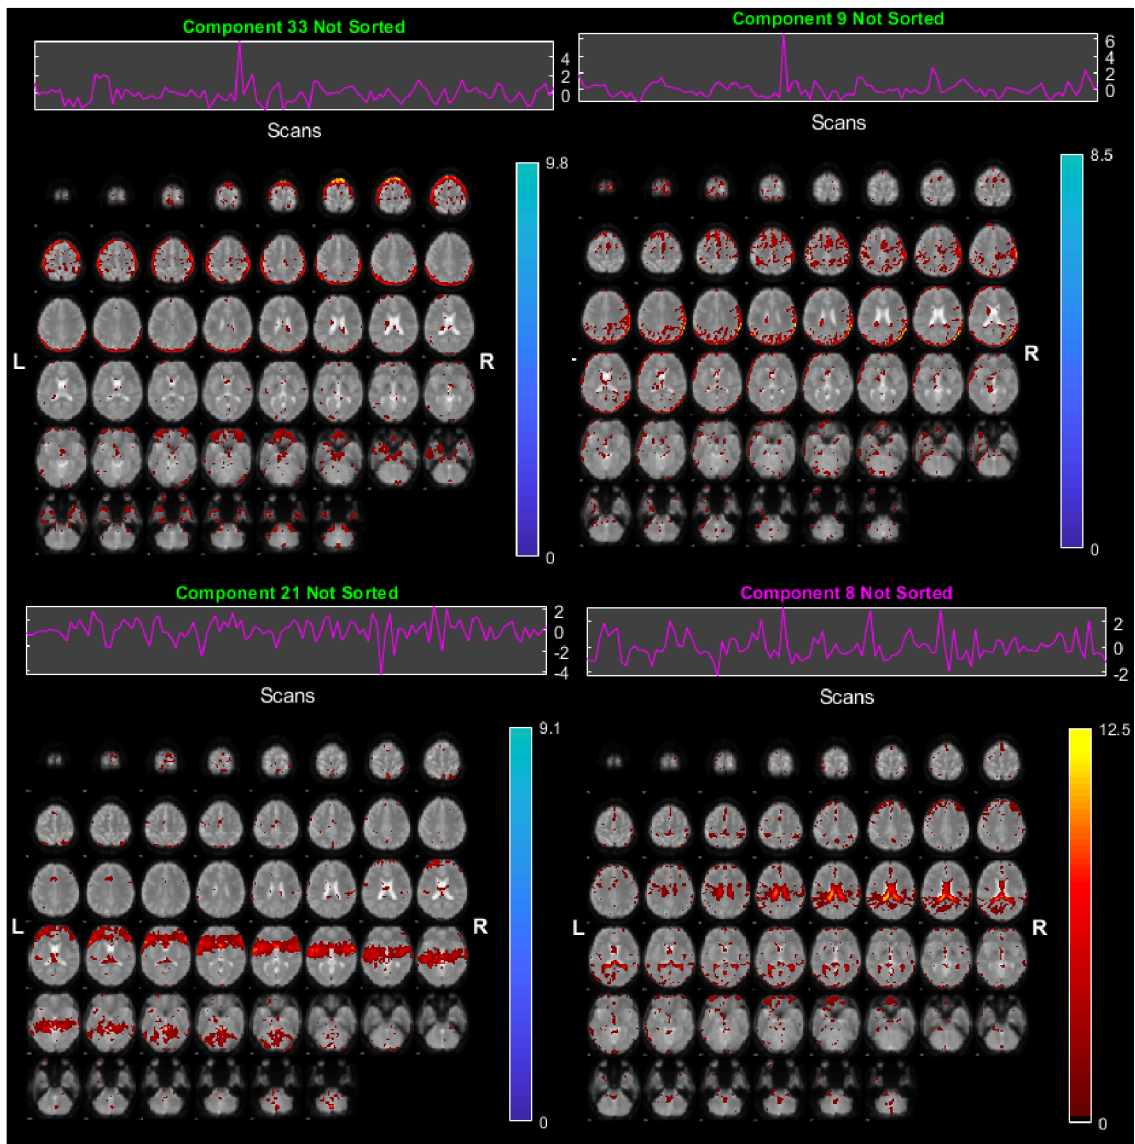 Component 33 Not Sorted
4
2
0
Scans
9.8
L
R
0
Component 9 Not Sorted
6
4
2
0
Scans
8.5
-
R
0
Component 21 Not Sorted
2
0
-2
-4
Scans
9.1
L
R
0
Component 8 Not Sorted
2
0
-2
Scans
12.5
L
R
0